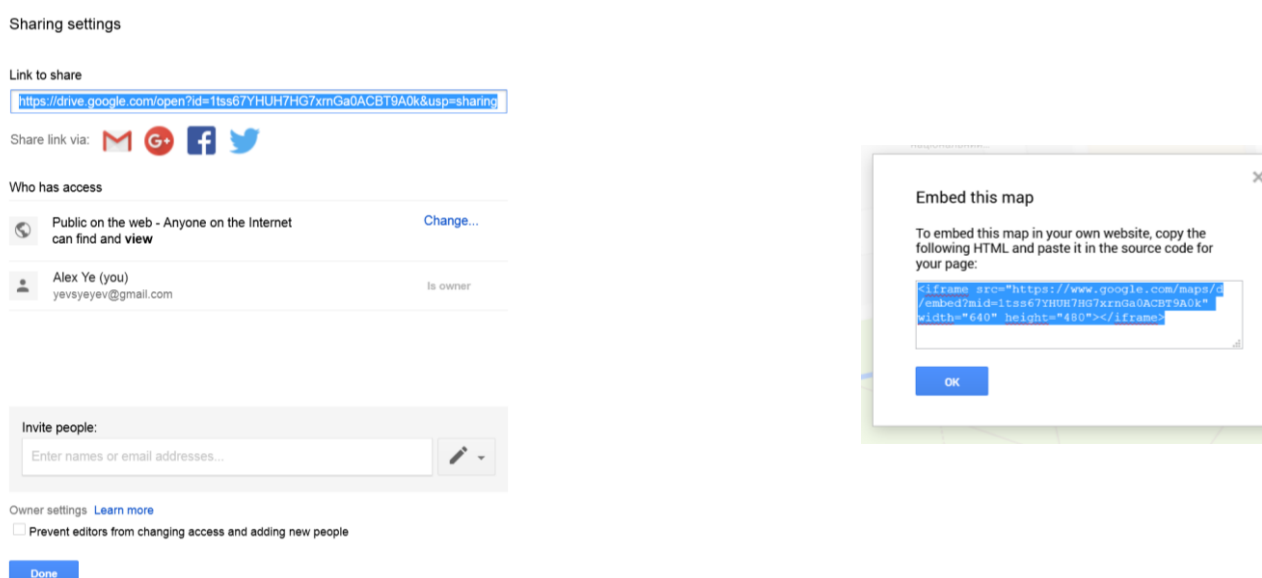 Sharing settings
Link to share
https://drive.google.com/open?id=1tss67YHUH7HG7xrnGa0ACBT9A0k&usp=sharing
Share link via:
Who has access
Public on the web - Anyone on the Internet
can find and view
Change...
Alex Ye (you)
yevsyeyev@gmail.com
Is owner
Invite people:
Enter names or email addresses...
Owner settings Learn more
Prevent editors from changing access and adding new people
Done
Embed this map
To embed this map in your own website, copy the
following HTML and paste it in the source code for
your page:
<iframe src="https://www.google.com/maps/d
/embed?mid=1tss67YHUH7HG7xrnGa0ACBT9A0k"
width="640" height="480"></iframe>
OK